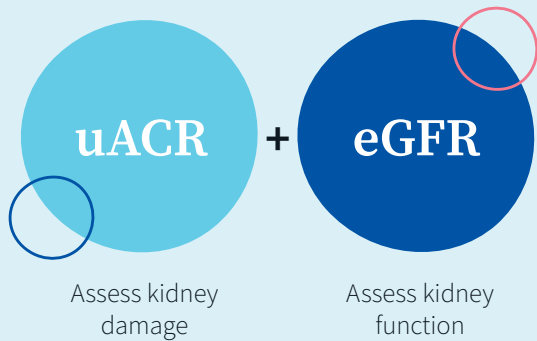 uACR + eGFR
Assess kidney damage
Assess kidney function